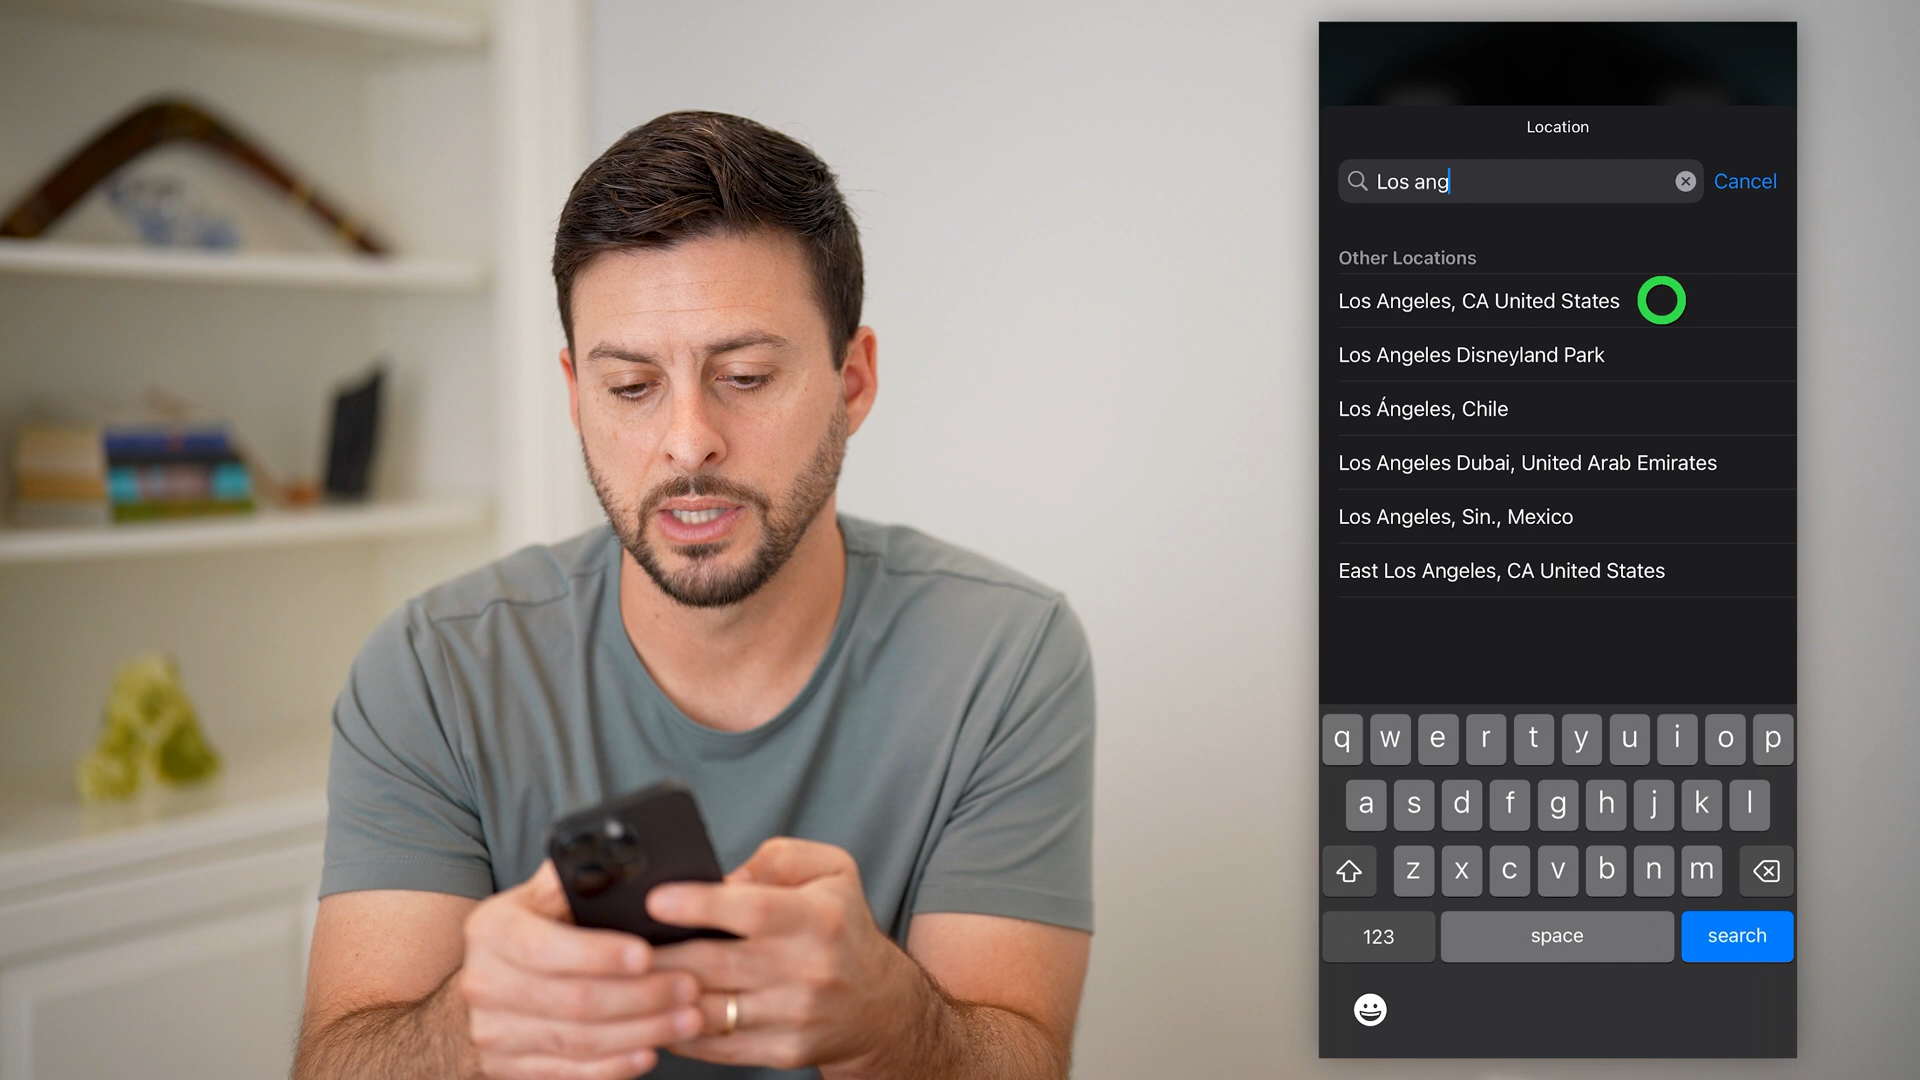 Location
Los ang
Cancel
Other Locations
Los Angeles, CA United States
Los Angeles Disneyland Park
Los Ángeles, Chile
Los Angeles Dubai, United Arab Emirates
Los Angeles, Sin., Mexico
East Los Angeles, CA United States
q w e r t y u i o p
a s d f g h j k l
z x c v b n m
123 space search